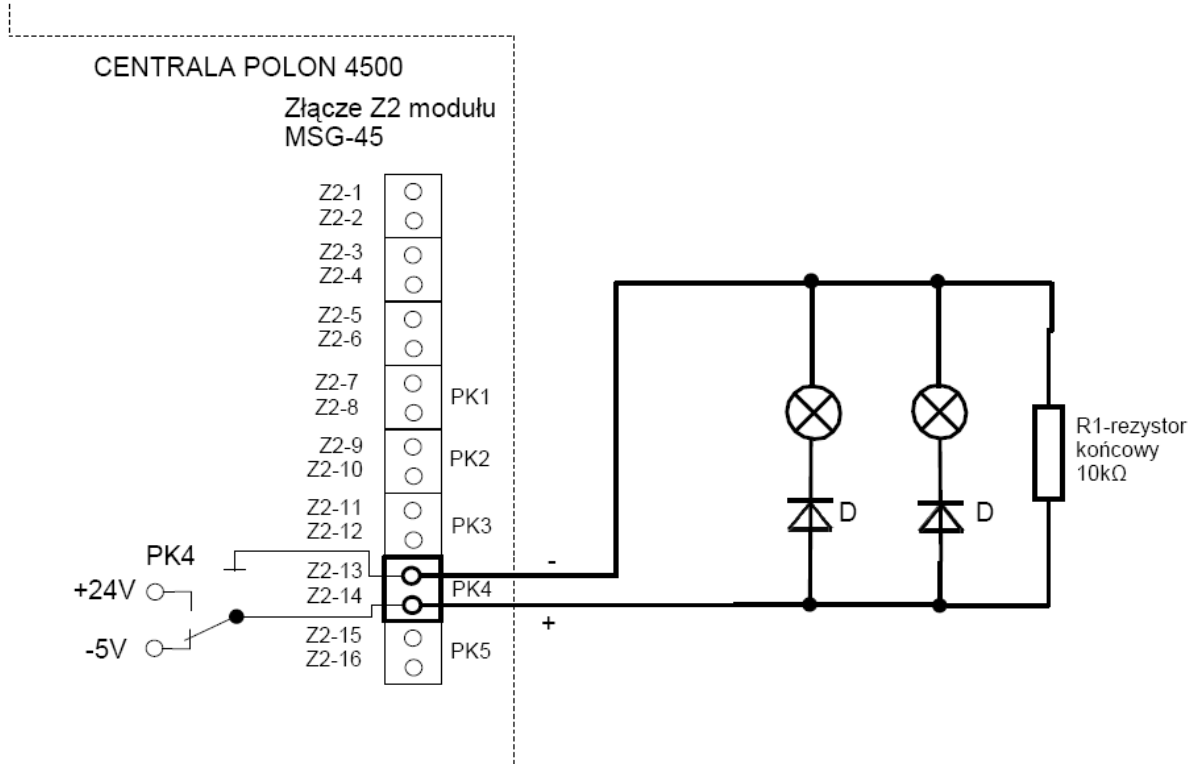 CENTRALA POLON 4500
Złącze Z2 modułu
MSG-45
Z2-1
Z2-2
Z2-3
Z2-4
Z2-5
Z2-6
Z2-7
Z2-8
PK1
Z2-9
Z2-10
PK2
Z2-11
Z2-12
PK3
Z2-13
Z2-14
PK4
Z2-15
Z2-16
PK5
PK4
+24V
-5V
-
+
D
D
R1-rezystor
końcowy
10kΩ